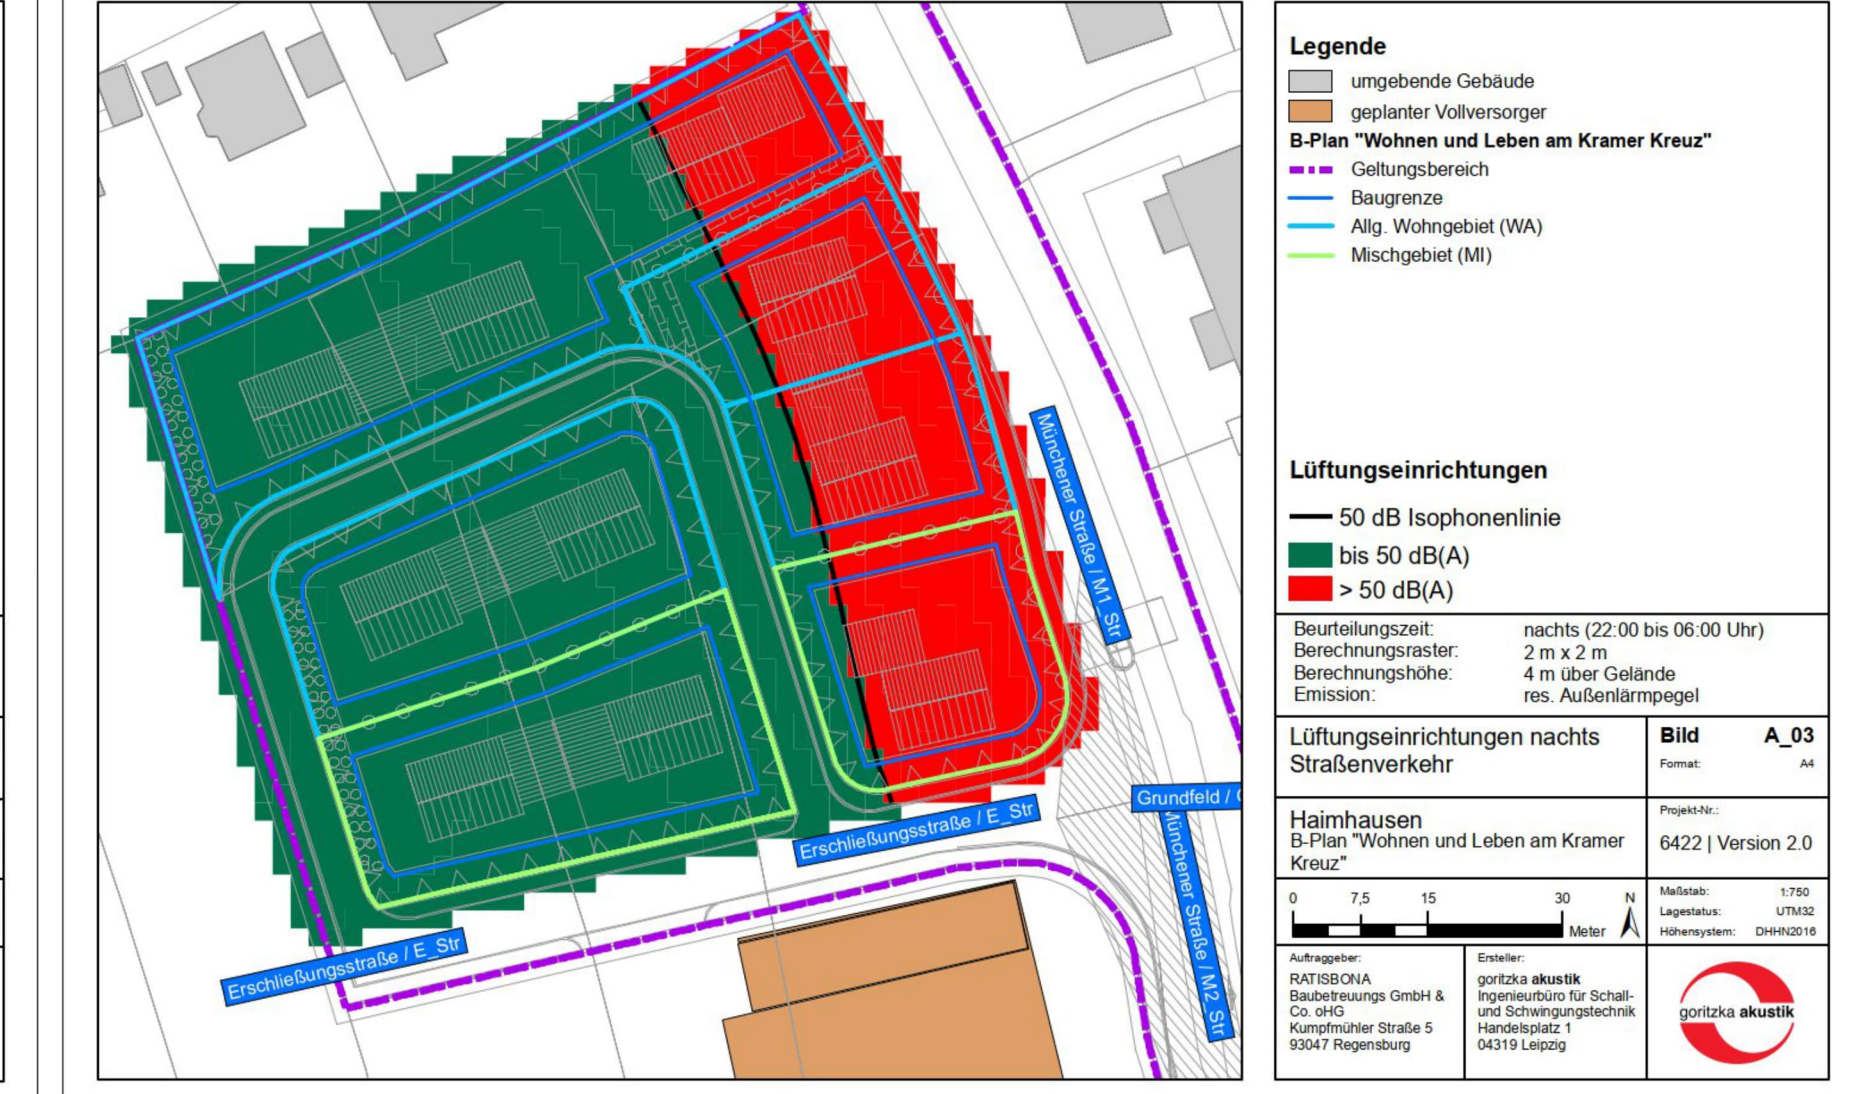 Münchener Straße / M1_Str
Grundfeld /
Erschließungsstraße / E_Str
Münchener Straße / M2_Str
Erschließungsstraße / E_Str
Legende
umgebende Gebäude
geplanter Vollversorger
B-Plan "Wohnen und Leben am Kramer Kreuz"
Geltungsbereich
Baugrenze
Allg. Wohngebiet (WA)
Mischgebiet (MI)
Lüftungseinrichtungen
50 dB Isophonenlinie
bis 50 dB(A)
> 50 dB(A)
Beurteilungszeit: nachts (22:00 bis 06:00 Uhr)
Berechnungsraster: 2 m x 2 m
Berechnungshöhe: 4 m über Gelände
Emission: res. Außenlärmpegel
Lüftungseinrichtungen nachts
Straßenverkehr
Bild A_03
Format: A4
Haimhausen
B-Plan "Wohnen und Leben am Kramer
Kreuz"
Projekt-Nr.:
6422 | Version 2.0
0 7,5 15 30 N
Meter
Maßstab: 1:750
Lagestatus: UTM32
Höhensystem: DHHN2016
Auftraggeber:
RATISBONA
Baubetreuungs GmbH &
Co. oHG
Kumpfmühler Straße 5
93047 Regensburg
Ersteller:
goritzka akustik
Ingenieurbüro für Schall-
und Schwingungstechnik
Handelsplatz 1
04319 Leipzig
goritzka akustik